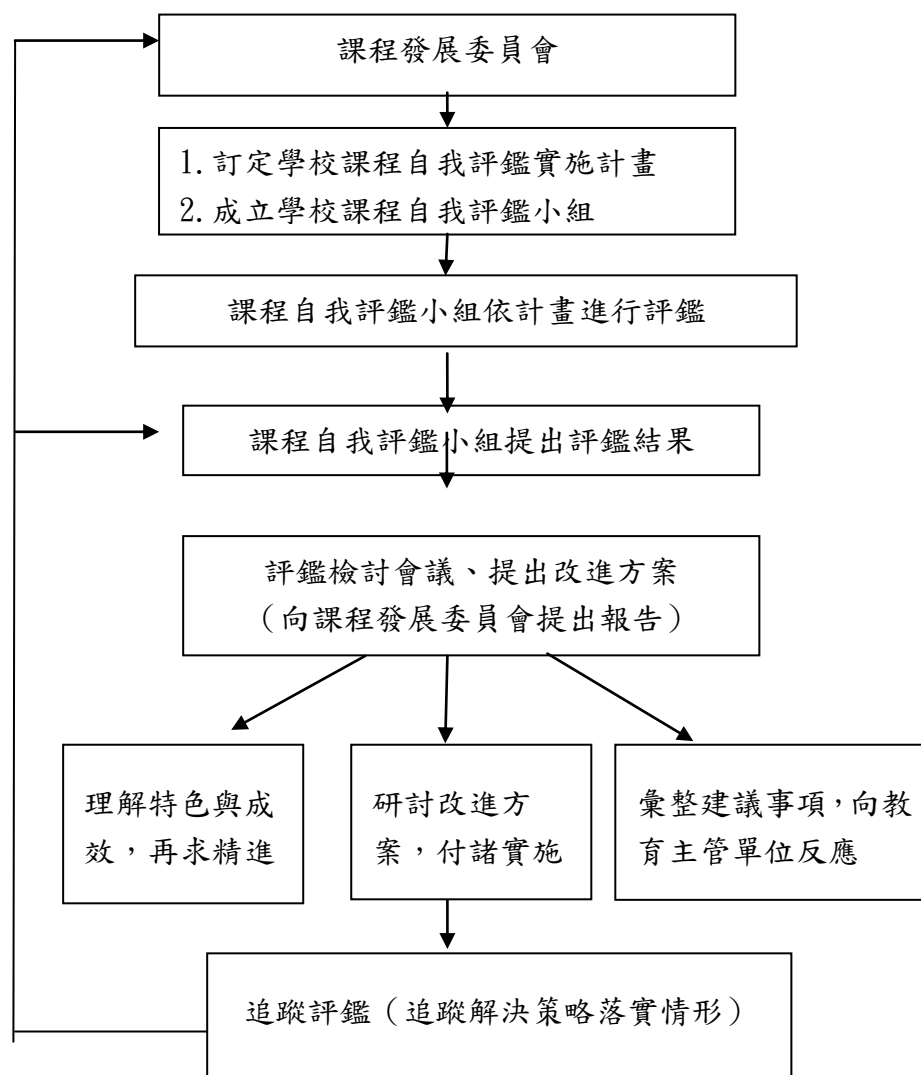 課程發展委員會
1.訂定學校課程自我評鑑實施計畫
2.成立學校課程自我評鑑小組
課程自我評鑑小組依計畫進行評鑑
課程自我評鑑小組提出評鑑結果
評鑑檢討會議、提出改進方案
（向課程發展委員會提出報告）
理解特色與成
效，再求精進
研討改進方
案，付諸實施
彙整建議事項，向教
育主管單位反應
追蹤評鑑（追蹤解決策略落實情形）